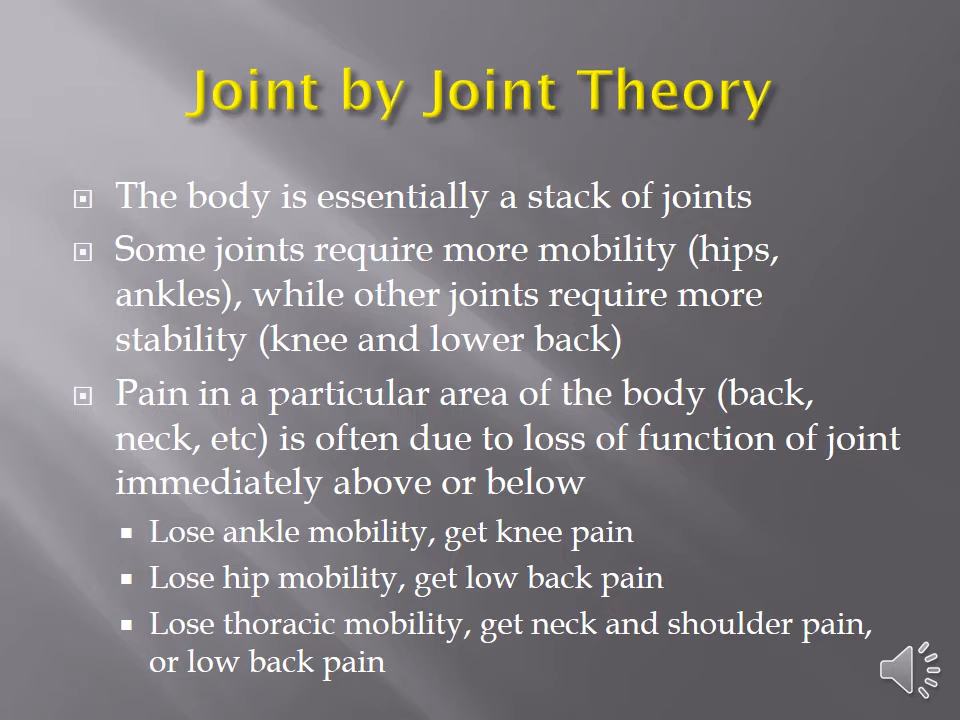 Joint by Joint Theory
The body is essentially a stack of joints
Some joints require more mobility (hips,
ankles), while other joints require more
stability (knee and lower back)
Pain in a particular area of the body (back,
neck, etc) is often due to loss of function of joint
immediately above or below
Lose ankle mobility, get knee pain
Lose hip mobility, get low back pain
Lose thoracic mobility, get neck and shoulder pain,
or low back pain